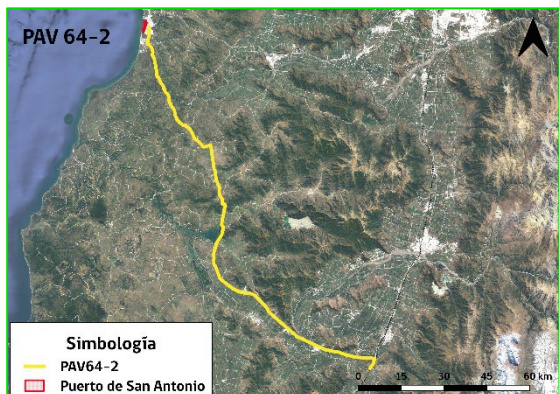 PAV 64-2
Simbología
PAV64-2
Puerto de San Antonio
0 15 30 45 60 km